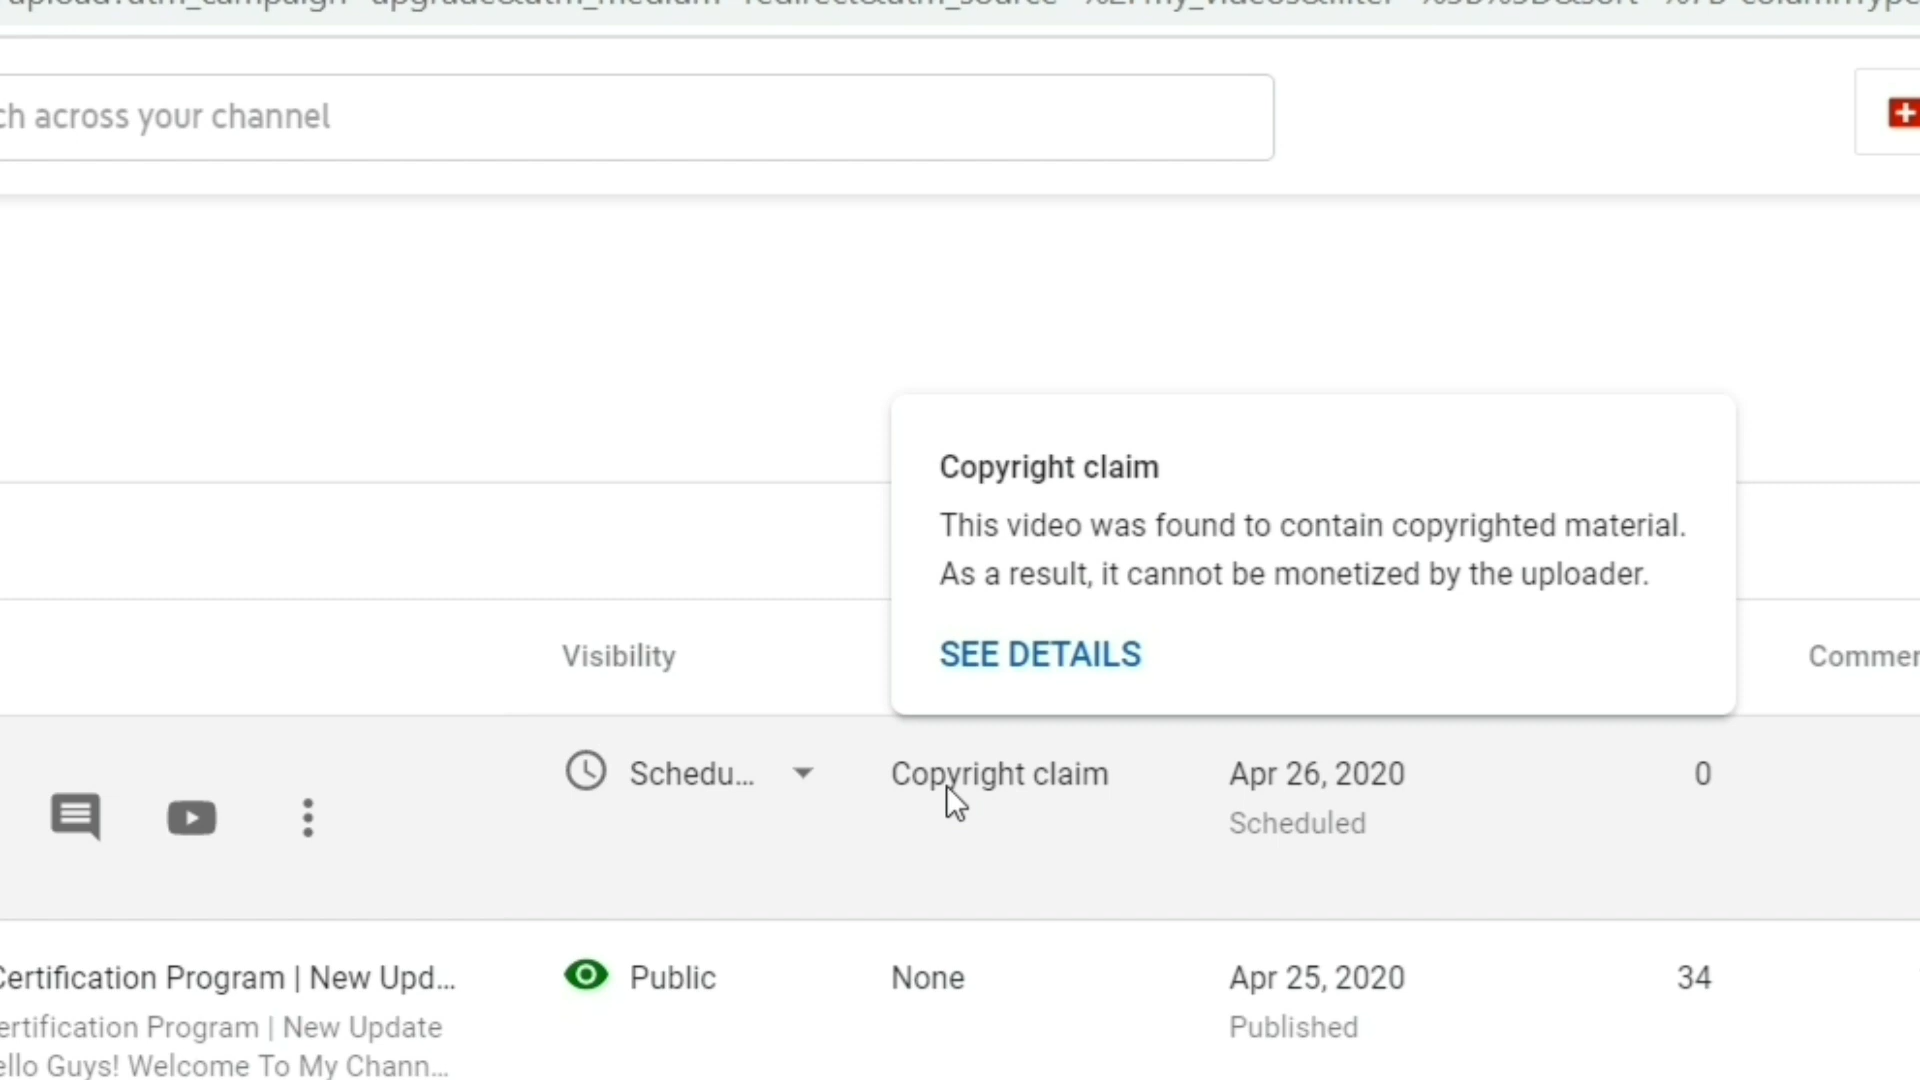 ch across your channel
Copyright claim
This video was found to contain copyrighted material.
As a result, it cannot be monetized by the uploader.
SEE DETAILS
Visibility
Commen
Schedu...
Copyright claim
Apr 26, 2020
0
Scheduled
Certification Program | New Upd...
Public
None
Apr 25, 2020
34
ertification Program | New Update
Published
ello Guys! Welcome To My Chann...